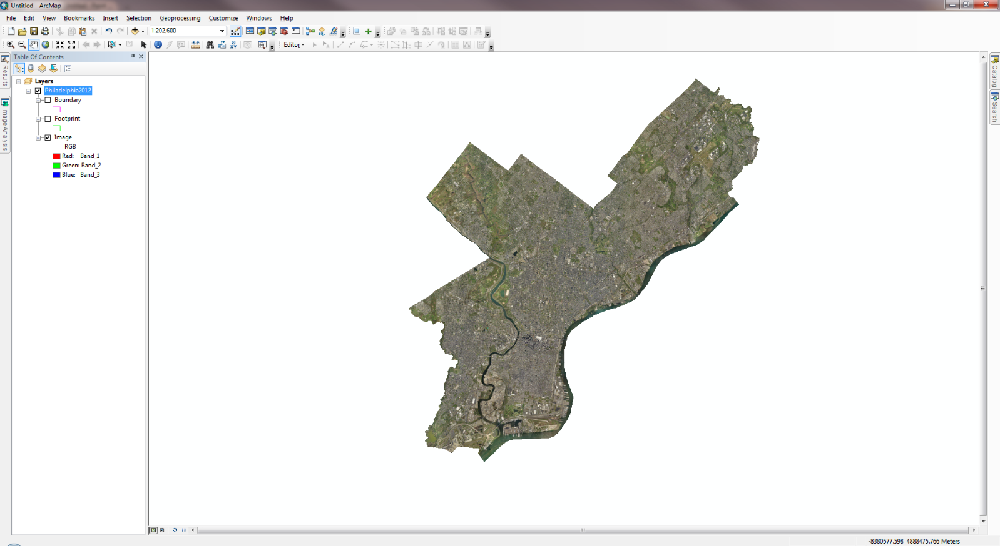 Untitled - ArcMap
File Edit View Bookmarks Insert Selection Geoprocessing Customize Windows Help
1:202,600
Editor
Table Of Contents
Results
Image Analysis
Layers
Philadelphia2012
Boundary
Footprint
Image
RGB
Red: Band_1
Green: Band_2
Blue: Band_3
Catalog
Search
-8380577.598 4888475.766 Meters